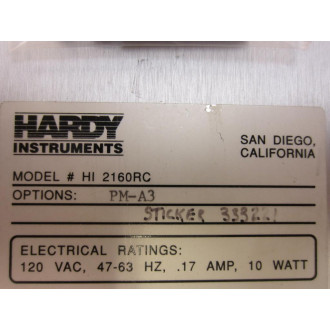 HARDY
INSTRUMENTS
SAN DIEGO,
CALIFORNIA
MODEL # HI 2160RC
OPTIONS: PM-A3
STICKER 333221
ELECTRICAL RATINGS:
120 VAC, 47-63 HZ, .17 AMP, 10 WATT